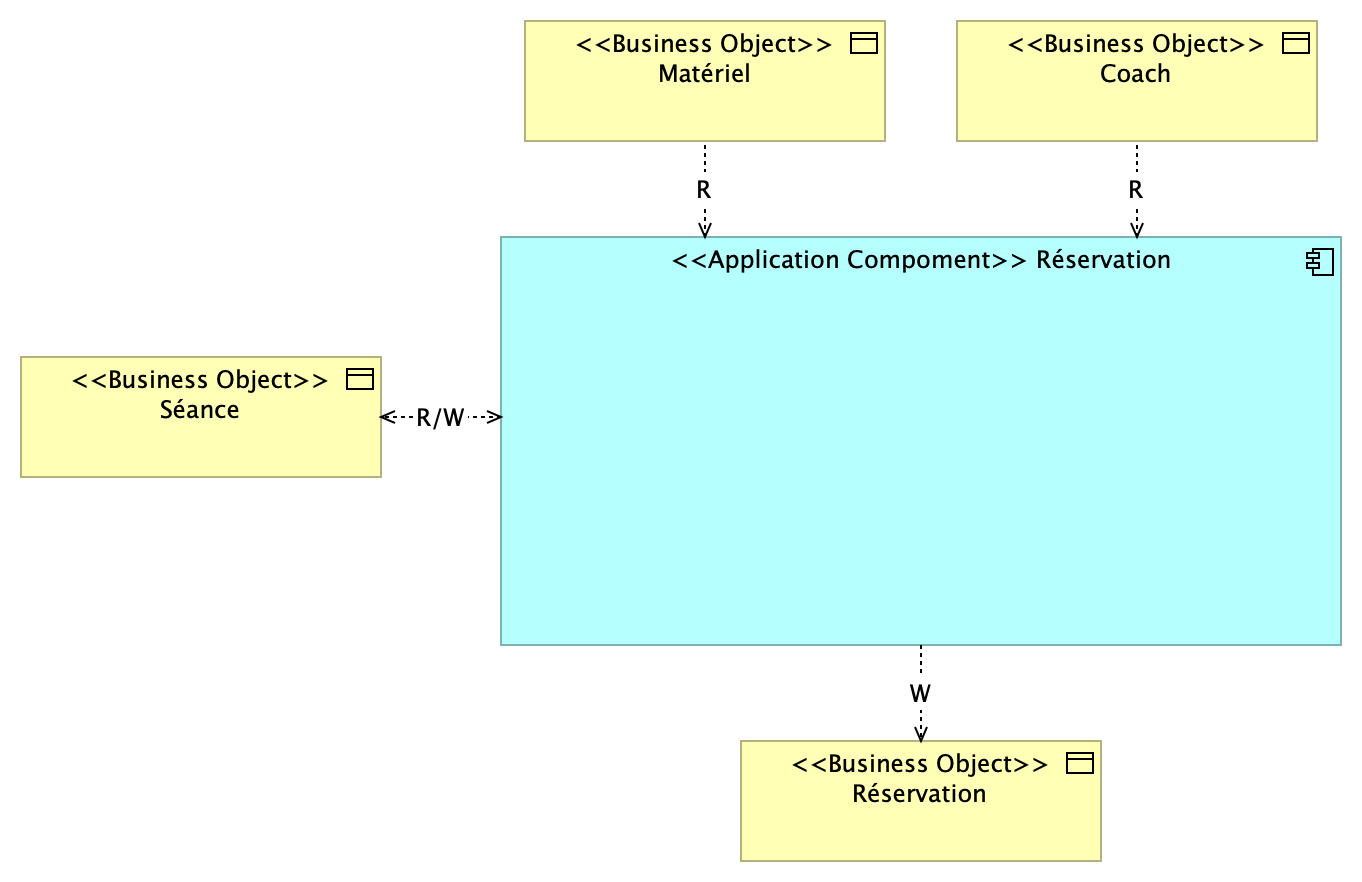 <<Business Object>>
Matériel
<<Business Object>>
Coach
R
R
<<Application Compoment>> Réservation
<<Business Object>>
Séance
R/W
W
<<Business Object>>
Réservation